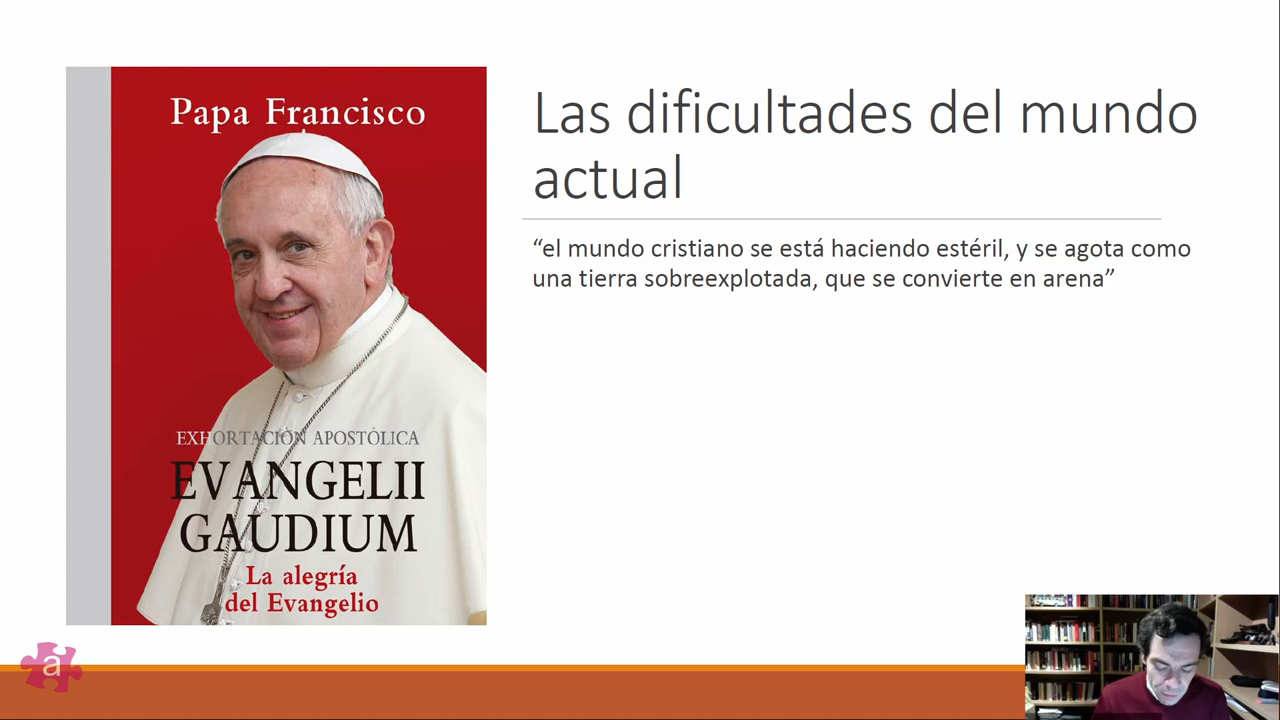 Papa Francisco
EXHORTACIÓN APOSTÓLICA
EVANGELII
GAUDIUM
La alegría
del Evangelio
Las dificultades del mundo
actual
“el mundo cristiano se está haciendo estéril, y se agota como
una tierra sobreexplotada, que se convierte en arena”
a